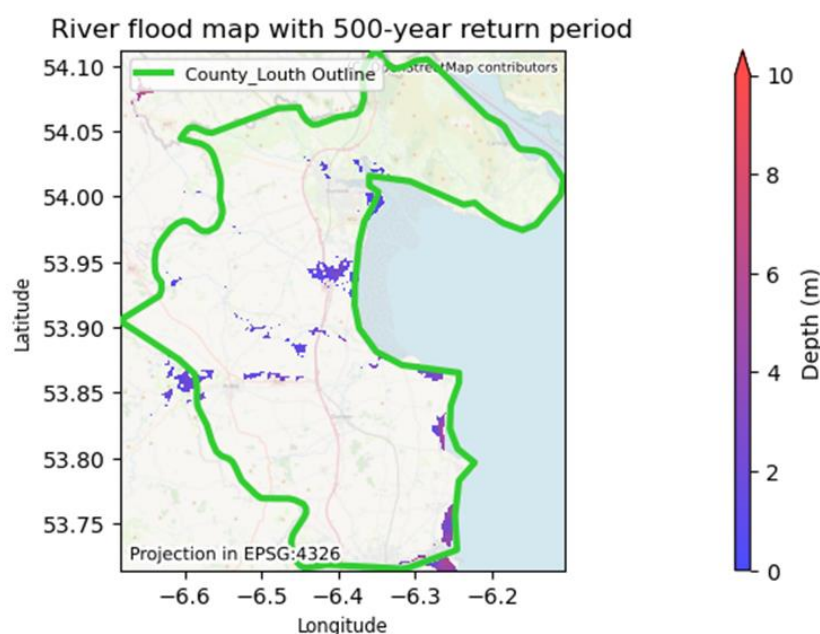 River flood map with 500-year return period
County_Louth Outline
OpenStreetMap contributors
Projection in EPSG:4326
54.10
54.05
54.00
53.95
53.90
53.85
53.80
53.75
Latitude
−6.6 −6.5 −6.4 −6.3 −6.2
Longitude
10
8
6
4
2
0
Depth (m)